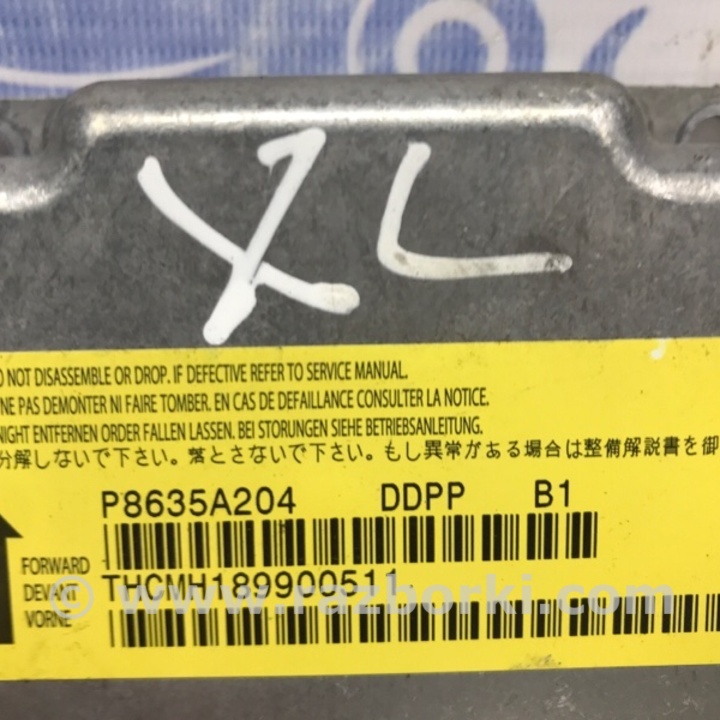 XL
NOT DISASSEMBLE OR DROP. IF DEFECTIVE REFER TO SERVICE MANUAL.
NE PAS DEMONTER NI FAIRE TOMBER. EN CAS DE DEFAILLANCE CONSULTER LA NOTICE.
NIGHT ENTFERNEN ORDER FALLEN LASSEN. BEI STORUNGEN SIEHE BETRIEBSANLEITUNG.
分解しないで下さい。落とさないで下さい。もし異常がある場合は整備解説書を御
P8635A204 DDPP B1
FORWARD
DEVANT
VORNE
THCMH189900511
© www.razborki.com